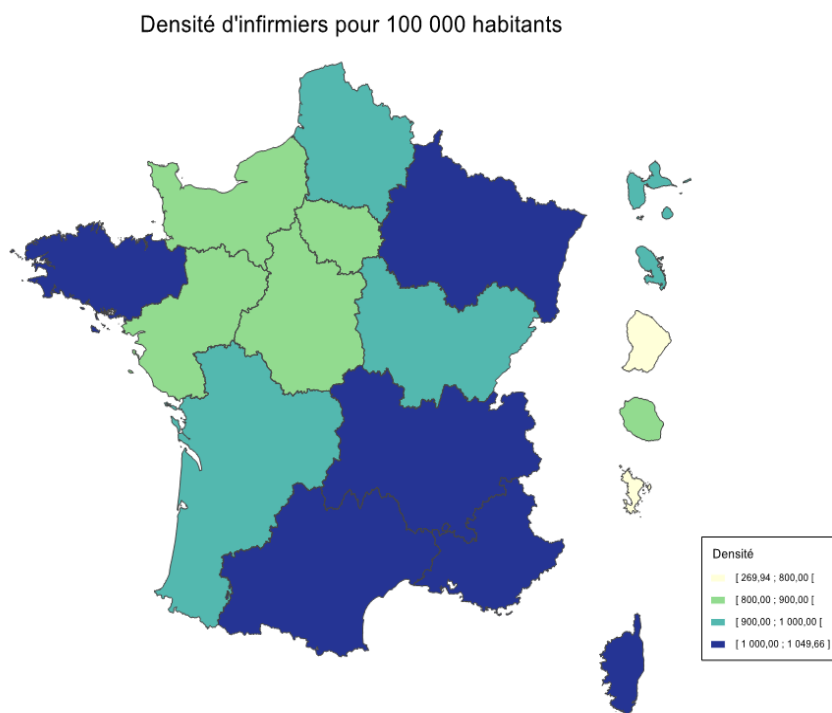 Densité d'infirmiers pour 100 000 habitants
Densité
[ 269,94 ; 800,00 [
[ 800,00 ; 900,00 [
[ 900,00 ; 1 000,00 [
[ 1 000,00 ; 1 049,66 ]